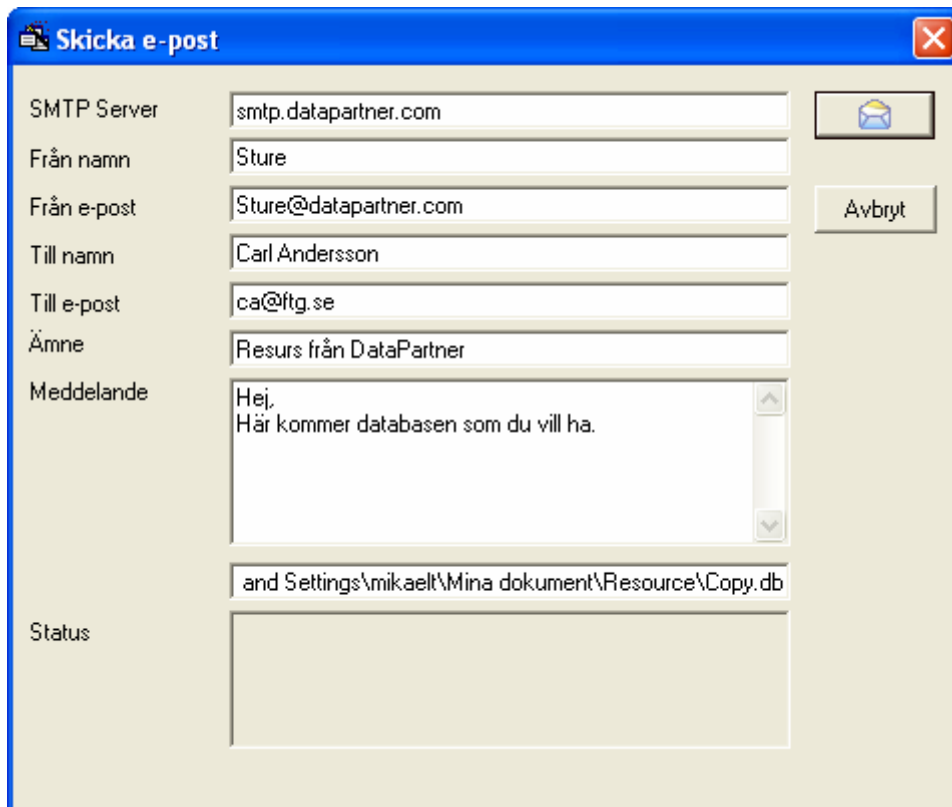 Skicka e-post
SMTP Server smtp.datapartner.com
Från namn Sture
Från e-post Sture@datapartner.com
Avbryt
Till namn Carl Andersson
Till e-post ca@ftg.se
Ämne Resurs från DataPartner
Meddelande Hej,
Här kommer databasen som du vill ha.
and Settings\mikaelt\Mina dokument\Resource\Copy.db
Status